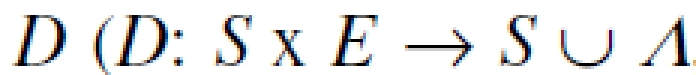 D (D: S x E → S ∪ Λ